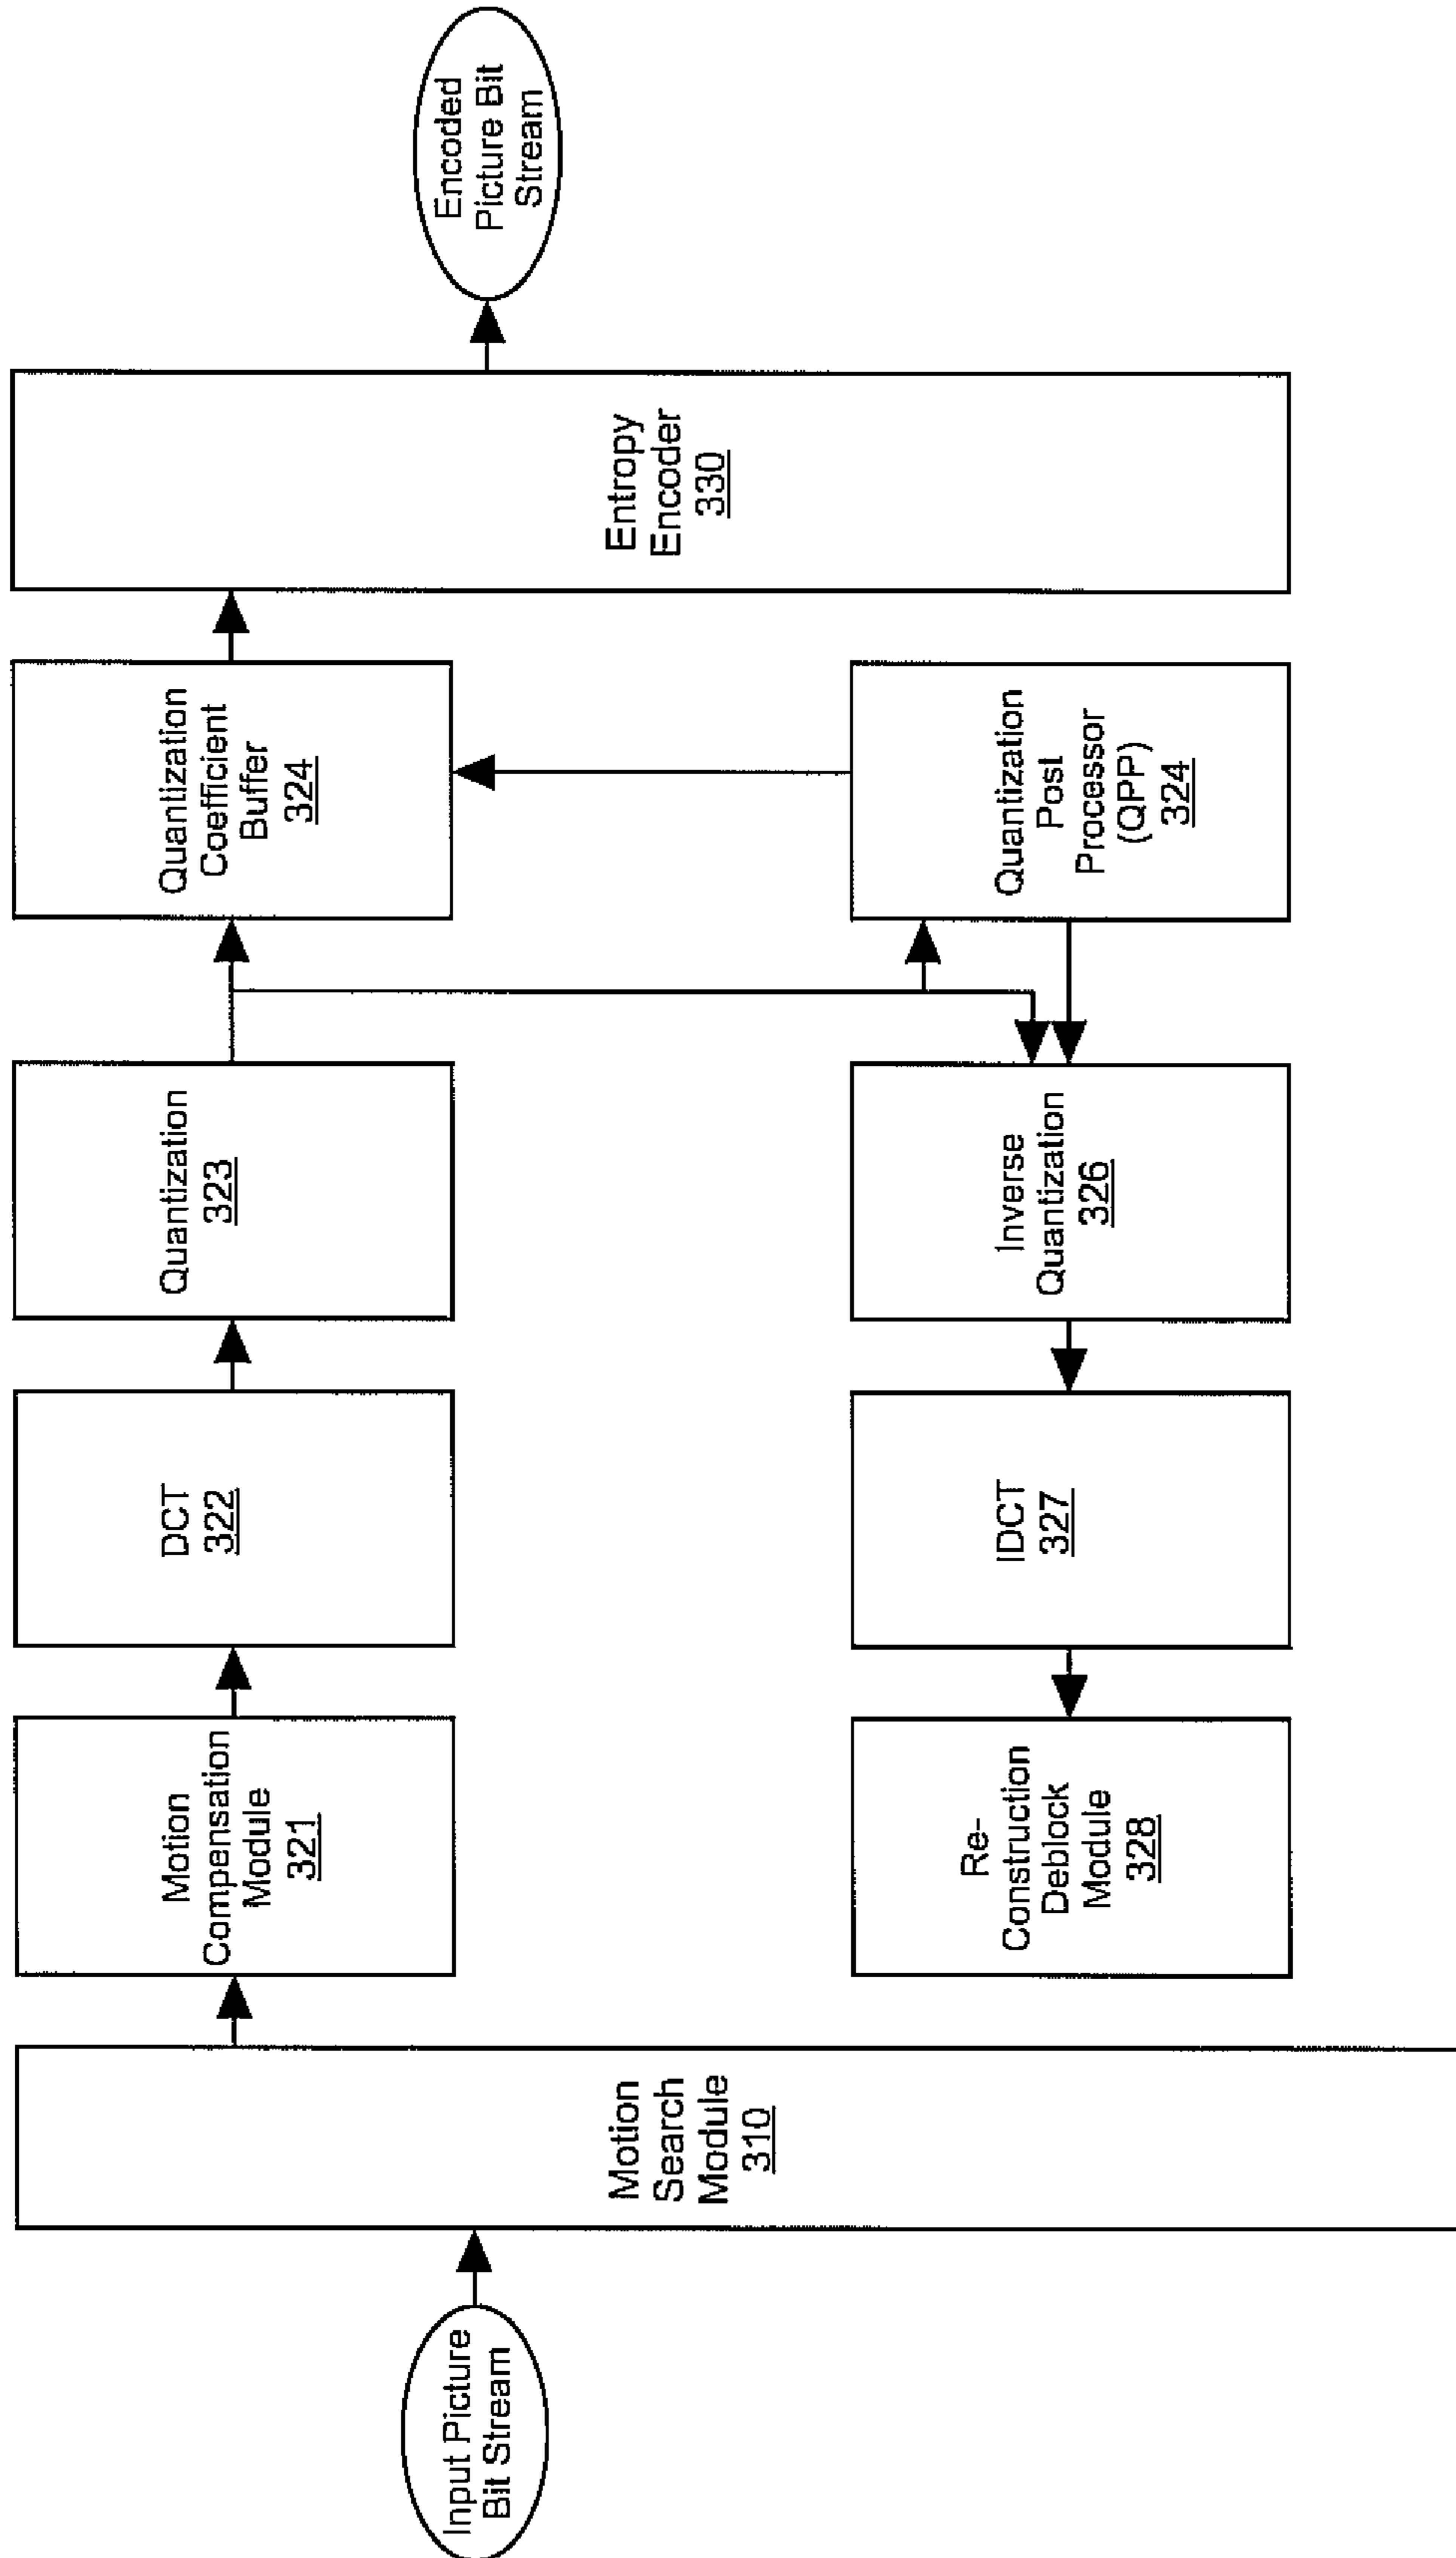 Input Picture
Bit Stream
Motion
Search
Module
310
Motion
Compensation
Module
321
DCT
322
Quantization
323
Quantization
Coefficient
Buffer
324
Re-
Construction
Deblock
Module
328
IDCT
327
Inverse
Quantization
326
Quantization
Post
Processor
(QPP)
324
Entropy
Encoder
330
Encoded
Picture Bit
Stream